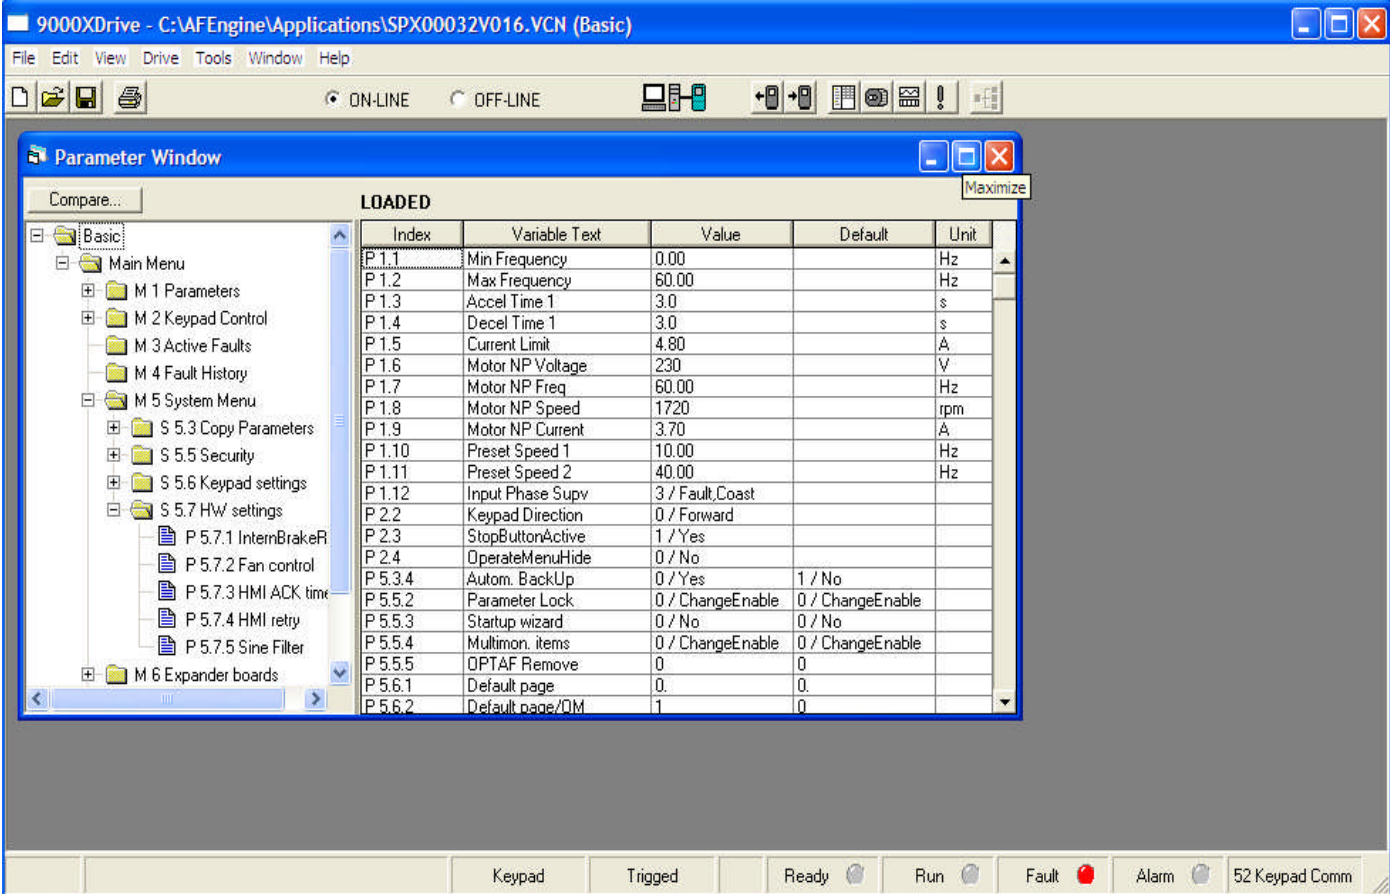 9000XDrive - C:\AFEngine\Applications\SPX00032V016.VCN (Basic)
File Edit View Drive Tools Window Help
ON-LINE OFF-LINE
Parameter Window
Maximize
Compare...
LOADED
Basic
Main Menu
M 1 Parameters
M 2 Keypad Control
M 3 Active Faults
M 4 Fault History
M 5 System Menu
S 5.3 Copy Parameters
S 5.5 Security
S 5.6 Keypad settings
S 5.7 HW settings
P 5.7.1 InternBrakeR
P 5.7.2 Fan control
P 5.7.3 HMI ACK time
P 5.7.4 HMI retry
P 5.7.5 Sine Filter
M 6 Expander boards
Index Variable Text Value Default Unit
P 1.1 Min Frequency 0.00 Hz
P 1.2 Max Frequency 60.00 Hz
P 1.3 Accel Time 1 3.0 s
P 1.4 Decel Time 1 3.0 s
P 1.5 Current Limit 4.80 A
P 1.6 Motor NP Voltage 230 V
P 1.7 Motor NP Freq 60.00 Hz
P 1.8 Motor NP Speed 1720 rpm
P 1.9 Motor NP Current 3.70 A
P 1.10 Preset Speed 1 10.00 Hz
P 1.11 Preset Speed 2 40.00 Hz
P 1.12 Input Phase Supv 3 / Fault,Coast
P 2.2 Keypad Direction 0 / Forward
P 2.3 StopButtonActive 1 / Yes
P 2.4 OperateMenuHide 0 / No
P 5.3.4 Autom. BackUp 0 / Yes 1 / No
P 5.5.2 Parameter Lock 0 / ChangeEnable 0 / ChangeEnable
P 5.5.3 Startup wizard 0 / No 0 / No
P 5.5.4 Multimon. items 0 / ChangeEnable 0 / ChangeEnable
P 5.5.5 OPTAF Remove 0 0
P 5.6.1 Default page 0. 0.
P 5.6.2 Default page/OM 1 0
Keypad Trigged Ready Run Fault Alarm 52 Keypad Comm